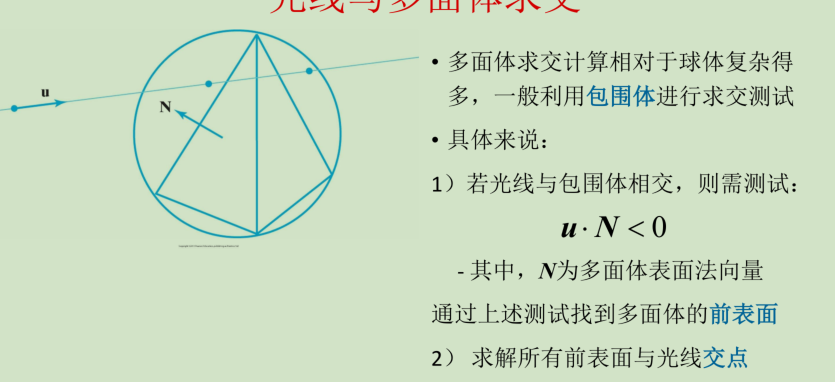 光线与多面体求交
u
N
• 多面体求交计算相对于球体复杂得
多，一般利用包围体进行求交测试
• 具体来说：
1）若光线与包围体相交，则需测试：
u · N < 0
- 其中，N为多面体表面法向量
通过上述测试找到多面体的前表面
2） 求解所有前表面与光线交点